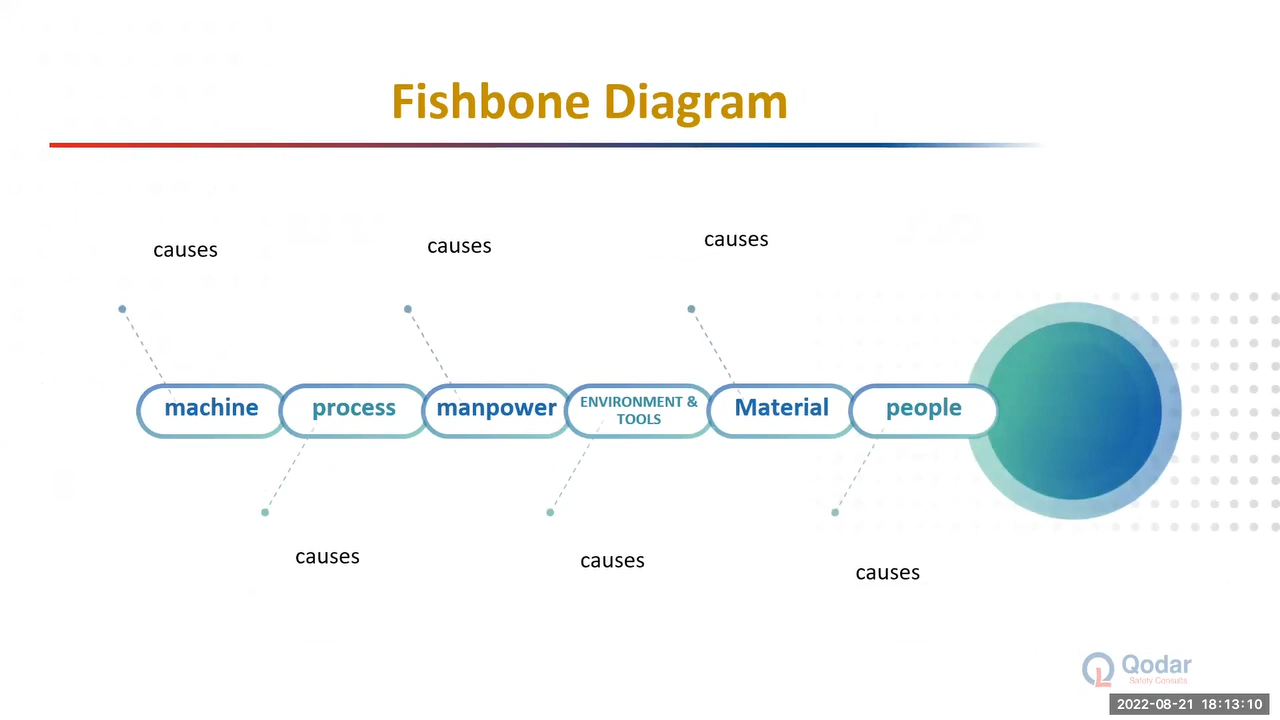 Fishbone Diagram
causes
causes
causes
machine
process
manpower
ENVIRONMENT &
TOOLS
Material
people
causes
causes
causes
Qodar
Safety Consults
2022-08-21 18:13:10